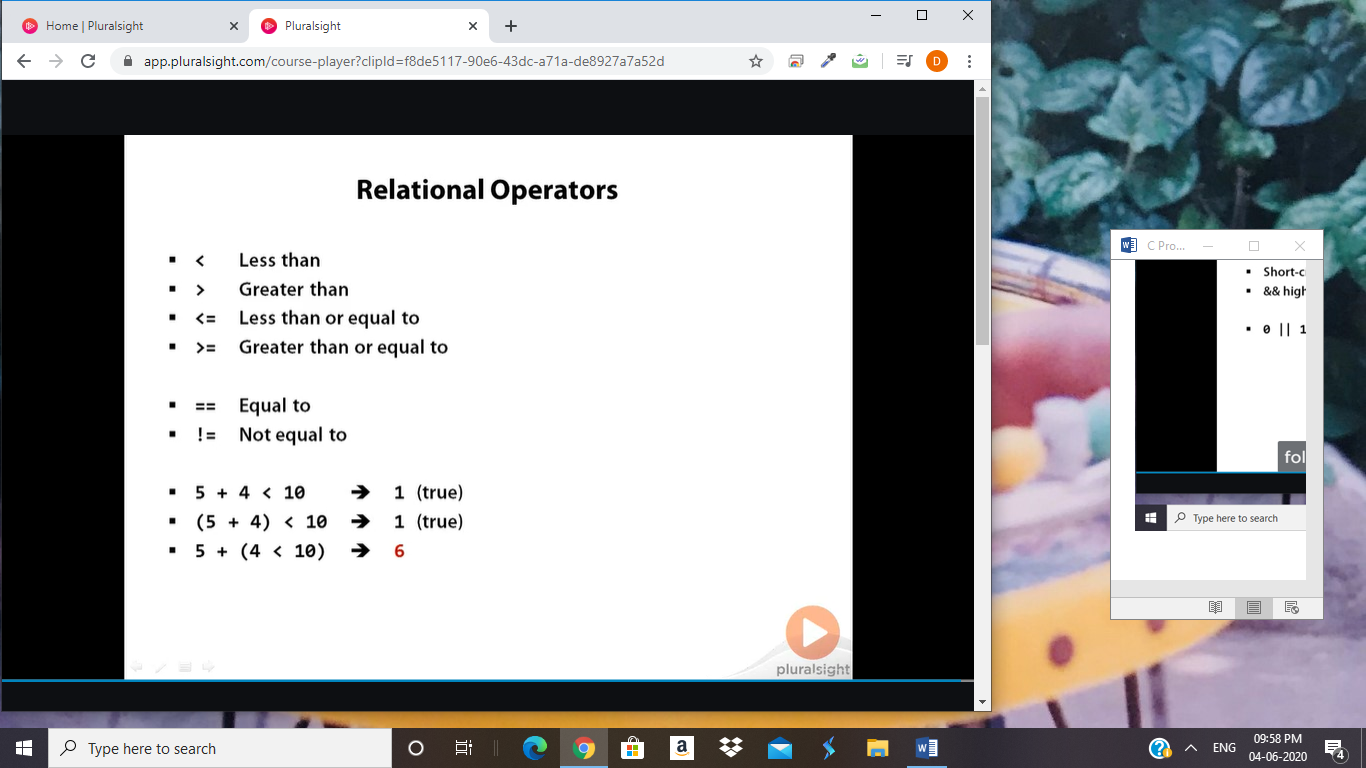 Home | Pluralsight
Pluralsight
app.pluralsight.com/course-player?clipId=f8de5117-90e6-43dc-a71a-de8927a7a52d
D
Relational Operators
▪ < Less than
▪ > Greater than
▪ <= Less than or equal to
▪ >= Greater than or equal to
▪ == Equal to
▪ != Not equal to
▪ 5 + 4 < 10 ➔ 1 (true)
▪ (5 + 4) < 10 ➔ 1 (true)
▪ 5 + (4 < 10) ➔ 6
pluralsight
C Pro...
▪ Short-c
▪ && high
▪ 0 || 1
fol
Type here to search
Type here to search
ENG
09:58 PM
04-06-2020
4